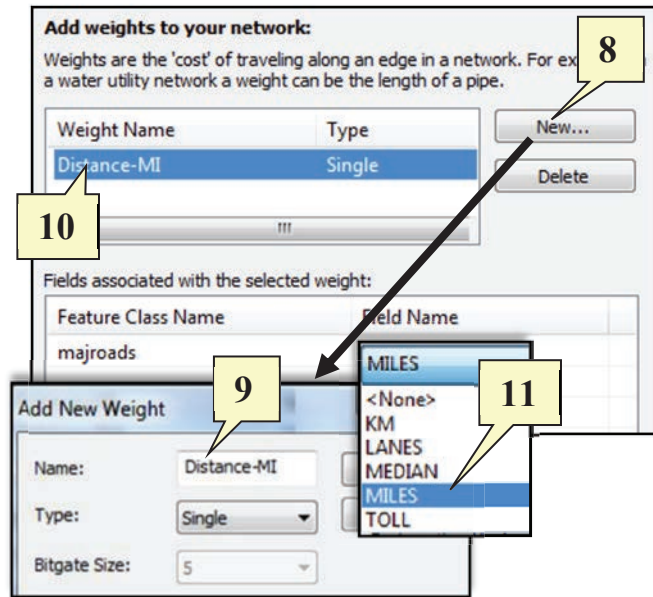 Add weights to your network:
Weights are the 'cost' of traveling along an edge in a network. For ex
a water utility network a weight can be the length of a pipe.
8
Weight Name Type
New...
Distance-MI Single
Delete
10
Fields associated with the selected weight:
Feature Class Name Field Name
majroads
MILES
<None>
KM
LANES
MEDIAN
MILES
TOLL
11
9
Add New Weight
Name: Distance-MI
Type: Single
Bitgate Size: 5